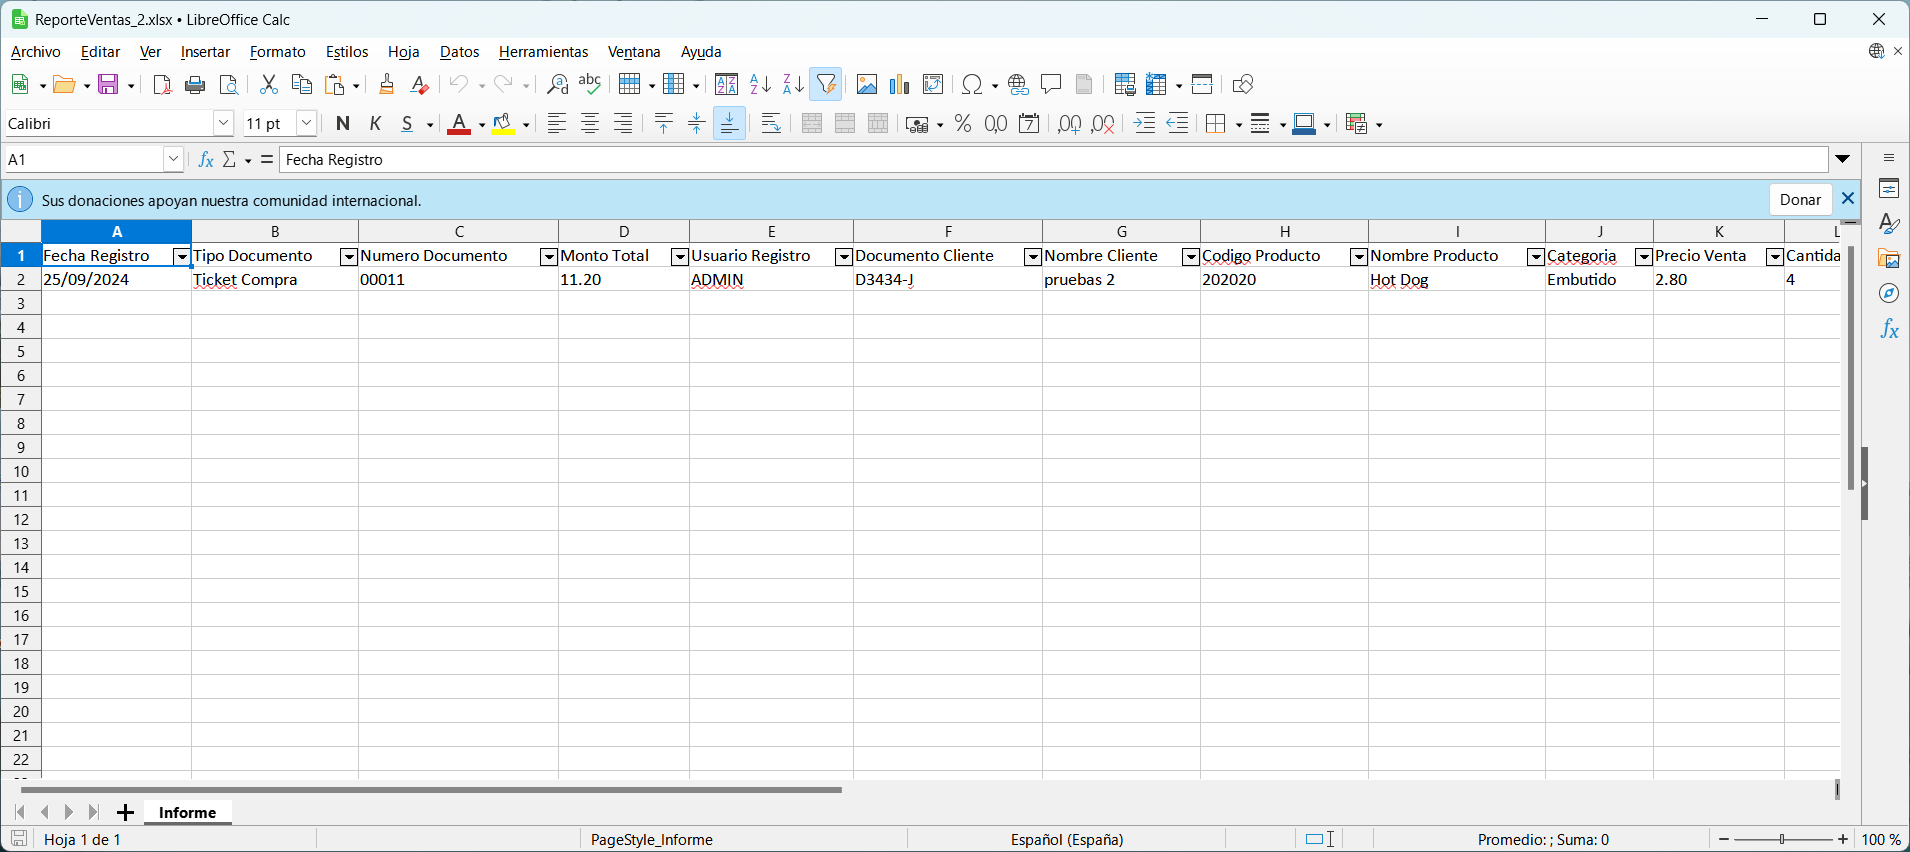 ReporteVentas_2.xlsx • LibreOffice Calc
Archivo Editar Ver Insertar Formato Estilos Hoja Datos Herramientas Ventana Ayuda
Calibri 11 pt N K S
A1 Fecha Registro
Sus donaciones apoyan nuestra comunidad internacional. Donar
A B C D E F G H I J K L
1 Fecha Registro Tipo Documento Numero Documento Monto Total Usuario Registro Documento Cliente Nombre Cliente Codigo Producto Nombre Producto Categoria Precio Venta Cantida
2 25/09/2024 Ticket Compra 00011 11.20 ADMIN D3434-J pruebas 2 202020 Hot Dog Embutido 2.80 4
3
4
5
6
7
8
9
10
11
12
13
14
15
16
17
18
19
20
21
22
Informe
Hoja 1 de 1 PageStyle_Informe Español (España) Promedio: ; Suma: 0 100 %